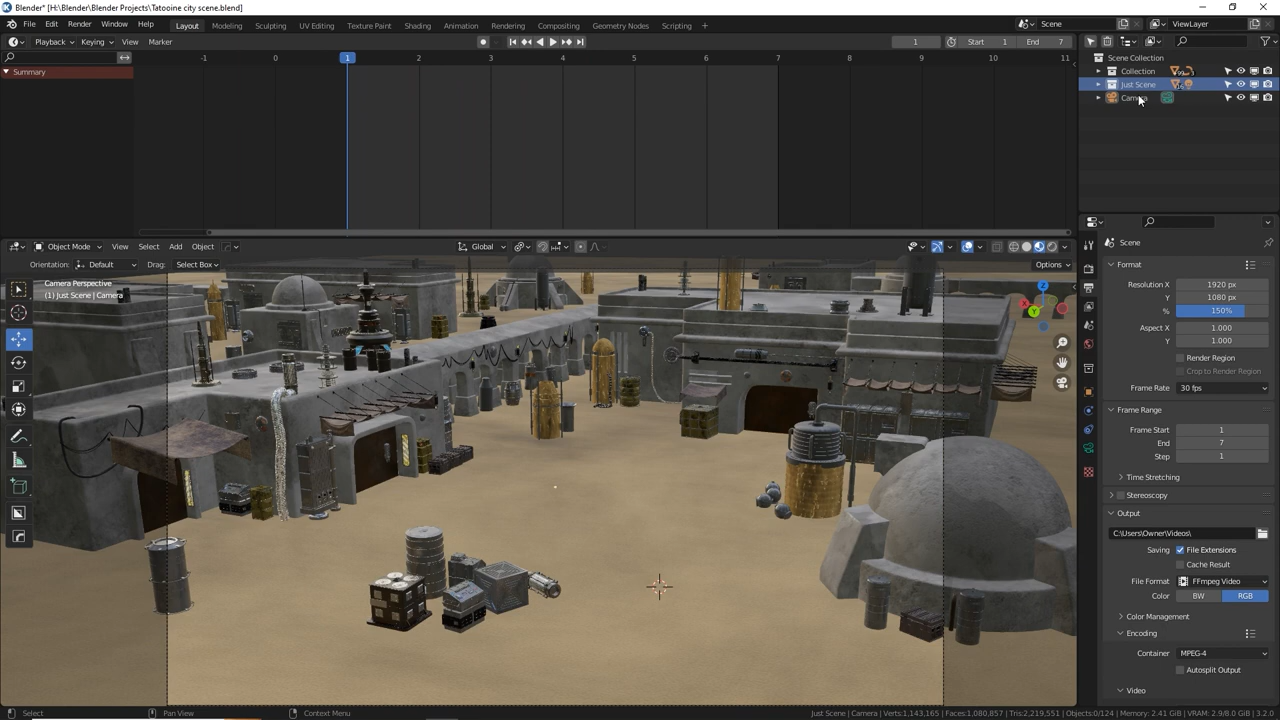 Blender* [H:\Blender\Blender Projects\Tatooine city scene.blend]
File Edit Render Window Help Layout Modeling Sculpting UV Editing Texture Paint Shading Animation Rendering Compositing Geometry Nodes Scripting + Scene ViewLayer
Playback Keying View Marker 1 Start 1 End 7
-1 0 1 2 3 4 5 6 7 8 9 10 11
Summary
Scene Collection
Collection
Just Scene
Camera
Object Mode View Select Add Object Global
Orientation: Default Drag: Select Box Options
Camera Perspective
(1) Just Scene | Camera
Z
X
Y
Scene
Format
Resolution X 1920 px
Y 1080 px
% 150%
Aspect X 1.000
Y 1.000
Render Region
Crop to Render Region
Frame Rate 30 fps
Frame Range
Frame Start 1
End 7
Step 1
Time Stretching
Stereoscopy
Output
C:\Users\Owner\Videos\
Saving File Extensions
Cache Result
File Format FFmpeg Video
Color BW RGB
Color Management
Encoding
Container MPEG-4
Autosplit Output
Video
Select Pan View Context Menu Just Scene | Camera | Verts:1,143,165 | Faces:1,080,857 | Tris:2,219,551 | Objects:0/124 | Memory: 2.41 GiB | VRAM: 2.9/8.0 GiB | 3.2.0